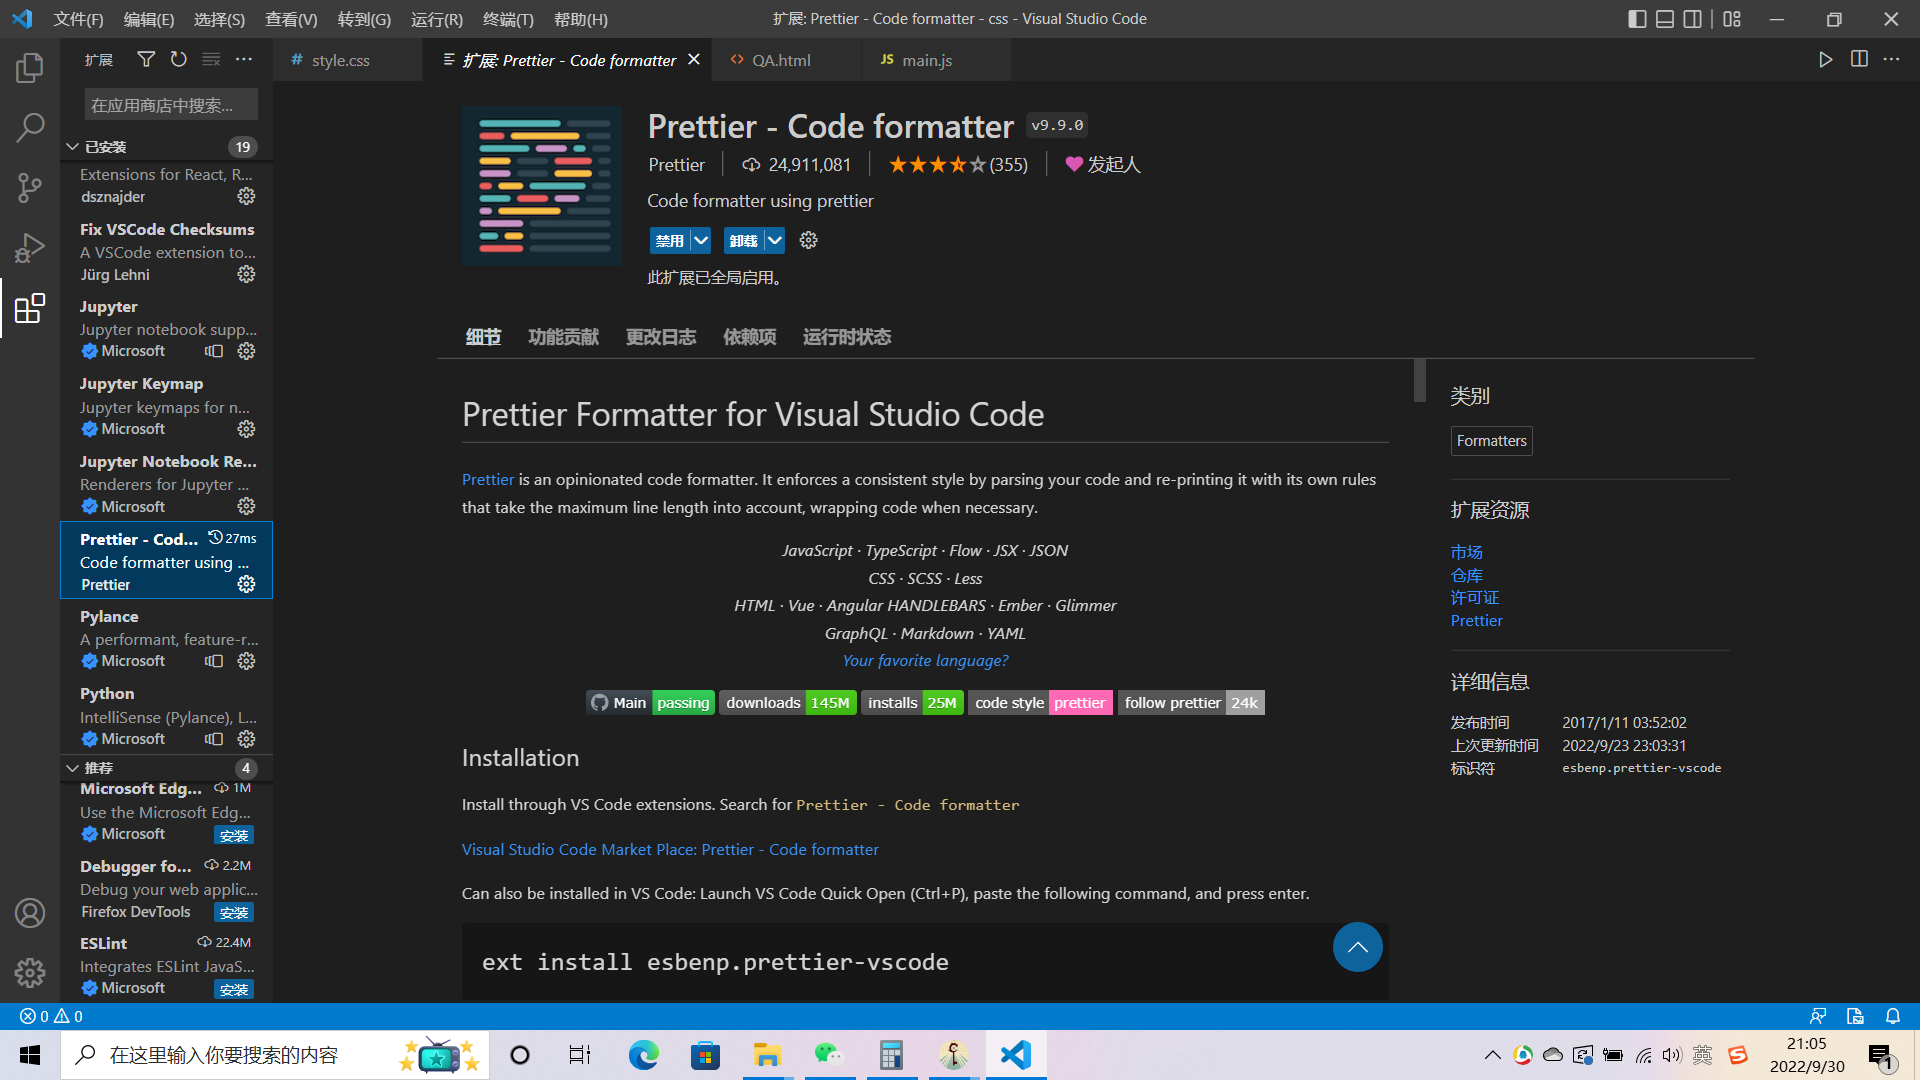 文件(F) 编辑(E) 选择(S) 查看(V) 转到(G) 运行(R) 终端(T) 帮助(H)
扩展: Prettier - Code formatter - css - Visual Studio Code
扩展
# style.css
扩展: Prettier - Code formatter
<> QA.html
JS main.js
在应用商店中搜索...
已安装 19
Extensions for React, R...
dsznajder
Fix VSCode Checksums
A VSCode extension to...
Jürg Lehni
Jupyter
Jupyter notebook supp...
Microsoft
Jupyter Keymap
Jupyter keymaps for n...
Microsoft
Jupyter Notebook Re...
Renderers for Jupyter ...
Microsoft
Prettier - Cod... 27ms
Code formatter using ...
Prettier
Pylance
A performant, feature-r...
Microsoft
Python
IntelliSense (Pylance), L...
Microsoft
推荐 4
Microsoft Edg... 1M
Use the Microsoft Edg...
Microsoft 安装
Debugger fo... 2.2M
Debug your web applic...
Firefox DevTools 安装
ESLint 22.4M
Integrates ESLint JavaS...
Microsoft 安装
Prettier - Code formatter v9.9.0
Prettier 24,911,081 (355) 发起人
Code formatter using prettier
禁用 卸载
此扩展已全局启用。
细节 功能贡献 更改日志 依赖项 运行时状态
Prettier Formatter for Visual Studio Code
Prettier is an opinionated code formatter. It enforces a consistent style by parsing your code and re-printing it with its own rules
that take the maximum line length into account, wrapping code when necessary.
JavaScript · TypeScript · Flow · JSX · JSON
CSS · SCSS · Less
HTML · Vue · Angular HANDLEBARS · Ember · Glimmer
GraphQL · Markdown · YAML
Your favorite language?
Main passing downloads 145M installs 25M code style prettier follow prettier 24k
Installation
Install through VS Code extensions. Search for Prettier - Code formatter
Visual Studio Code Market Place: Prettier - Code formatter
Can also be installed in VS Code: Launch VS Code Quick Open (Ctrl+P), paste the following command, and press enter.
ext install esbenp.prettier-vscode
类别
Formatters
扩展资源
市场
仓库
许可证
Prettier
详细信息
发布时间 2017/1/11 03:52:02
上次更新时间 2022/9/23 23:03:31
标识符 esbenp.prettier-vscode
0 0
在这里输入你要搜索的内容
英
21:05
2022/9/30
1